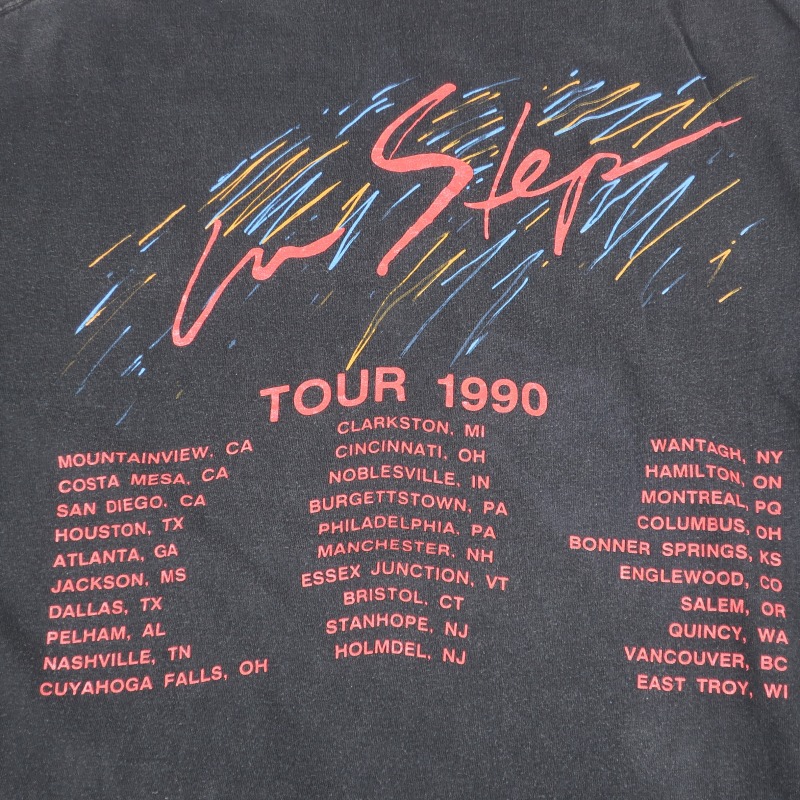 In Step
TOUR 1990
MOUNTAINVIEW, CA
COSTA MESA, CA
SAN DIEGO, CA
HOUSTON, TX
ATLANTA, GA
JACKSON, MS
DALLAS, TX
PELHAM, AL
NASHVILLE, TN
CUYAHOGA FALLS, OH
CLARKSTON, MI
CINCINNATI, OH
NOBLESVILLE, IN
BURGETTSTOWN, PA
PHILADELPHIA, PA
MANCHESTER, NH
ESSEX JUNCTION, VT
BRISTOL, CT
STANHOPE, NJ
HOLMDEL, NJ
WANTAGH, NY
HAMILTON, ON
MONTREAL, PQ
COLUMBUS, OH
BONNER SPRINGS, KS
ENGLEWOOD, CO
SALEM, OR
QUINCY, WA
VANCOUVER, BC
EAST TROY, WI